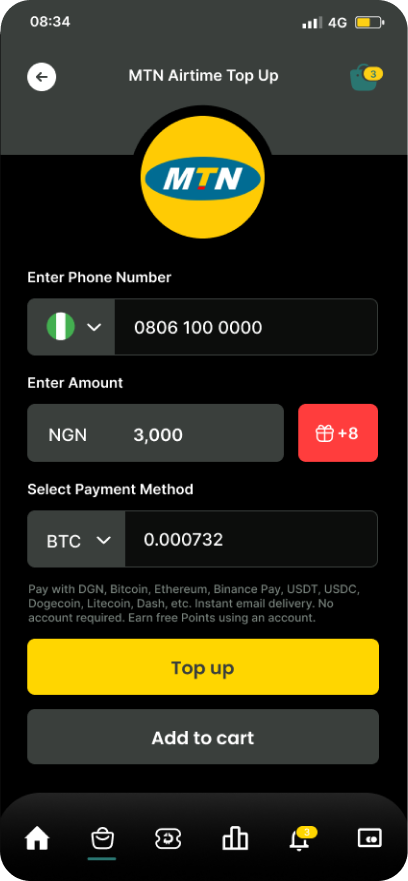 08:34
4G
MTN Airtime Top Up
3
MTN
Enter Phone Number
0806 100 0000
Enter Amount
NGN 3,000
+8
Select Payment Method
BTC 0.000732
Pay with DGN, Bitcoin, Ethereum, Binance Pay, USDT, USDC,
Dogecoin, Litecoin, Dash, etc. Instant email delivery. No
account required. Earn free Points using an account.
Top up
Add to cart
3